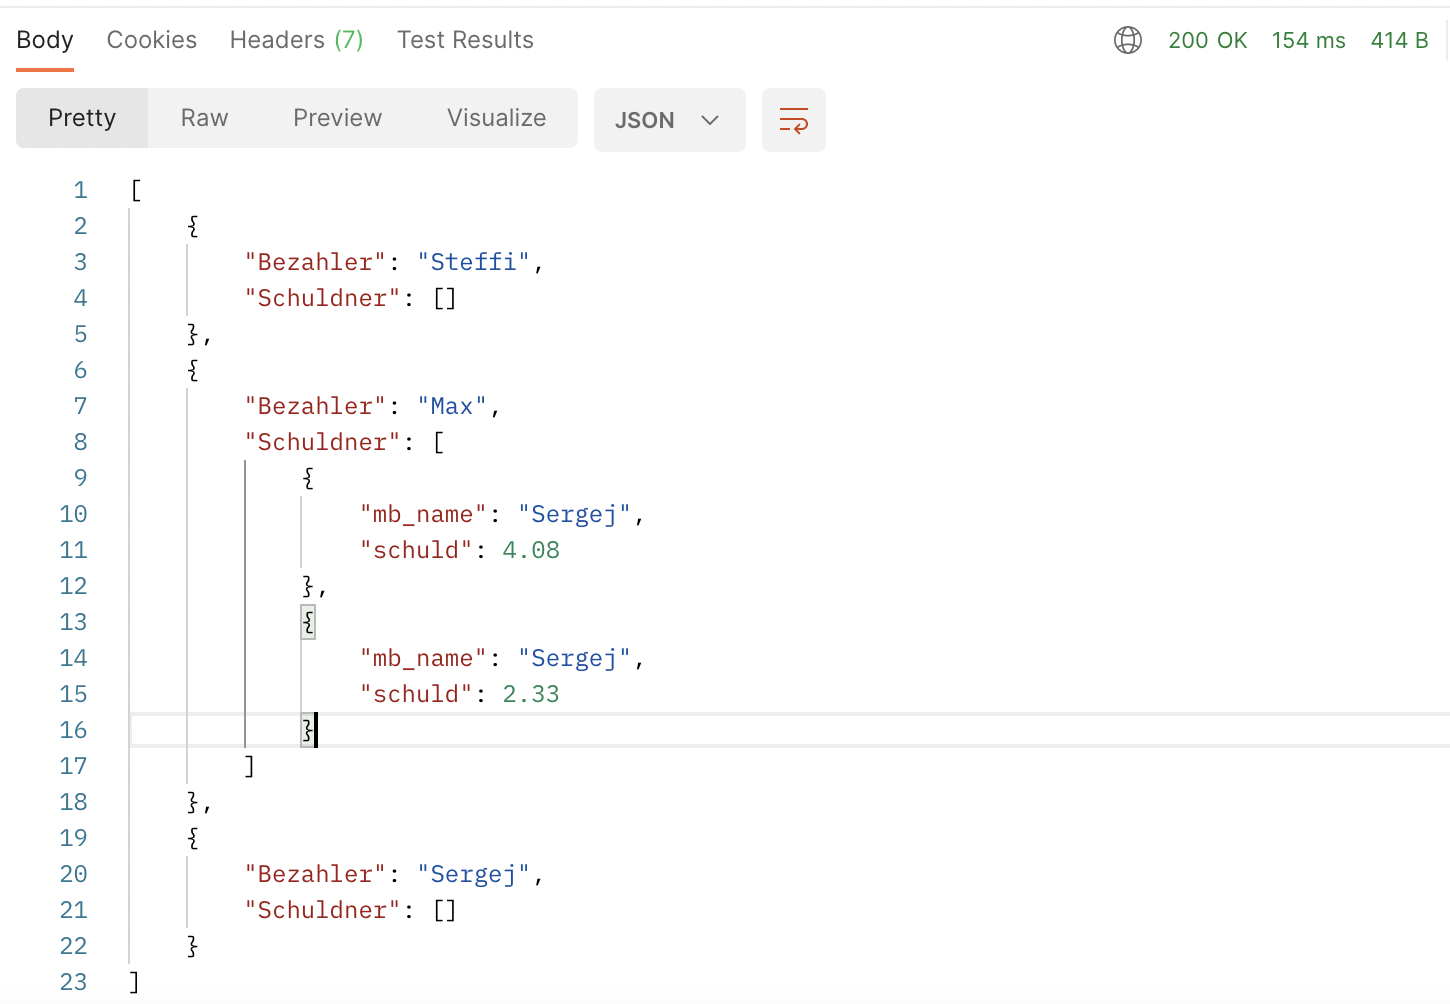 Body Cookies Headers (7) Test Results 200 OK 154 ms 414 B
Pretty Raw Preview Visualize JSON
1 [
2 {
3 "Bezahler": "Steffi",
4 "Schuldner": []
5 },
6 {
7 "Bezahler": "Max",
8 "Schuldner": [
9 {
10 "mb_name": "Sergej",
11 "schuld": 4.08
12 },
13 {
14 "mb_name": "Sergej",
15 "schuld": 2.33
16 }
17 ]
18 },
19 {
20 "Bezahler": "Sergej",
21 "Schuldner": []
22 }
23 ]